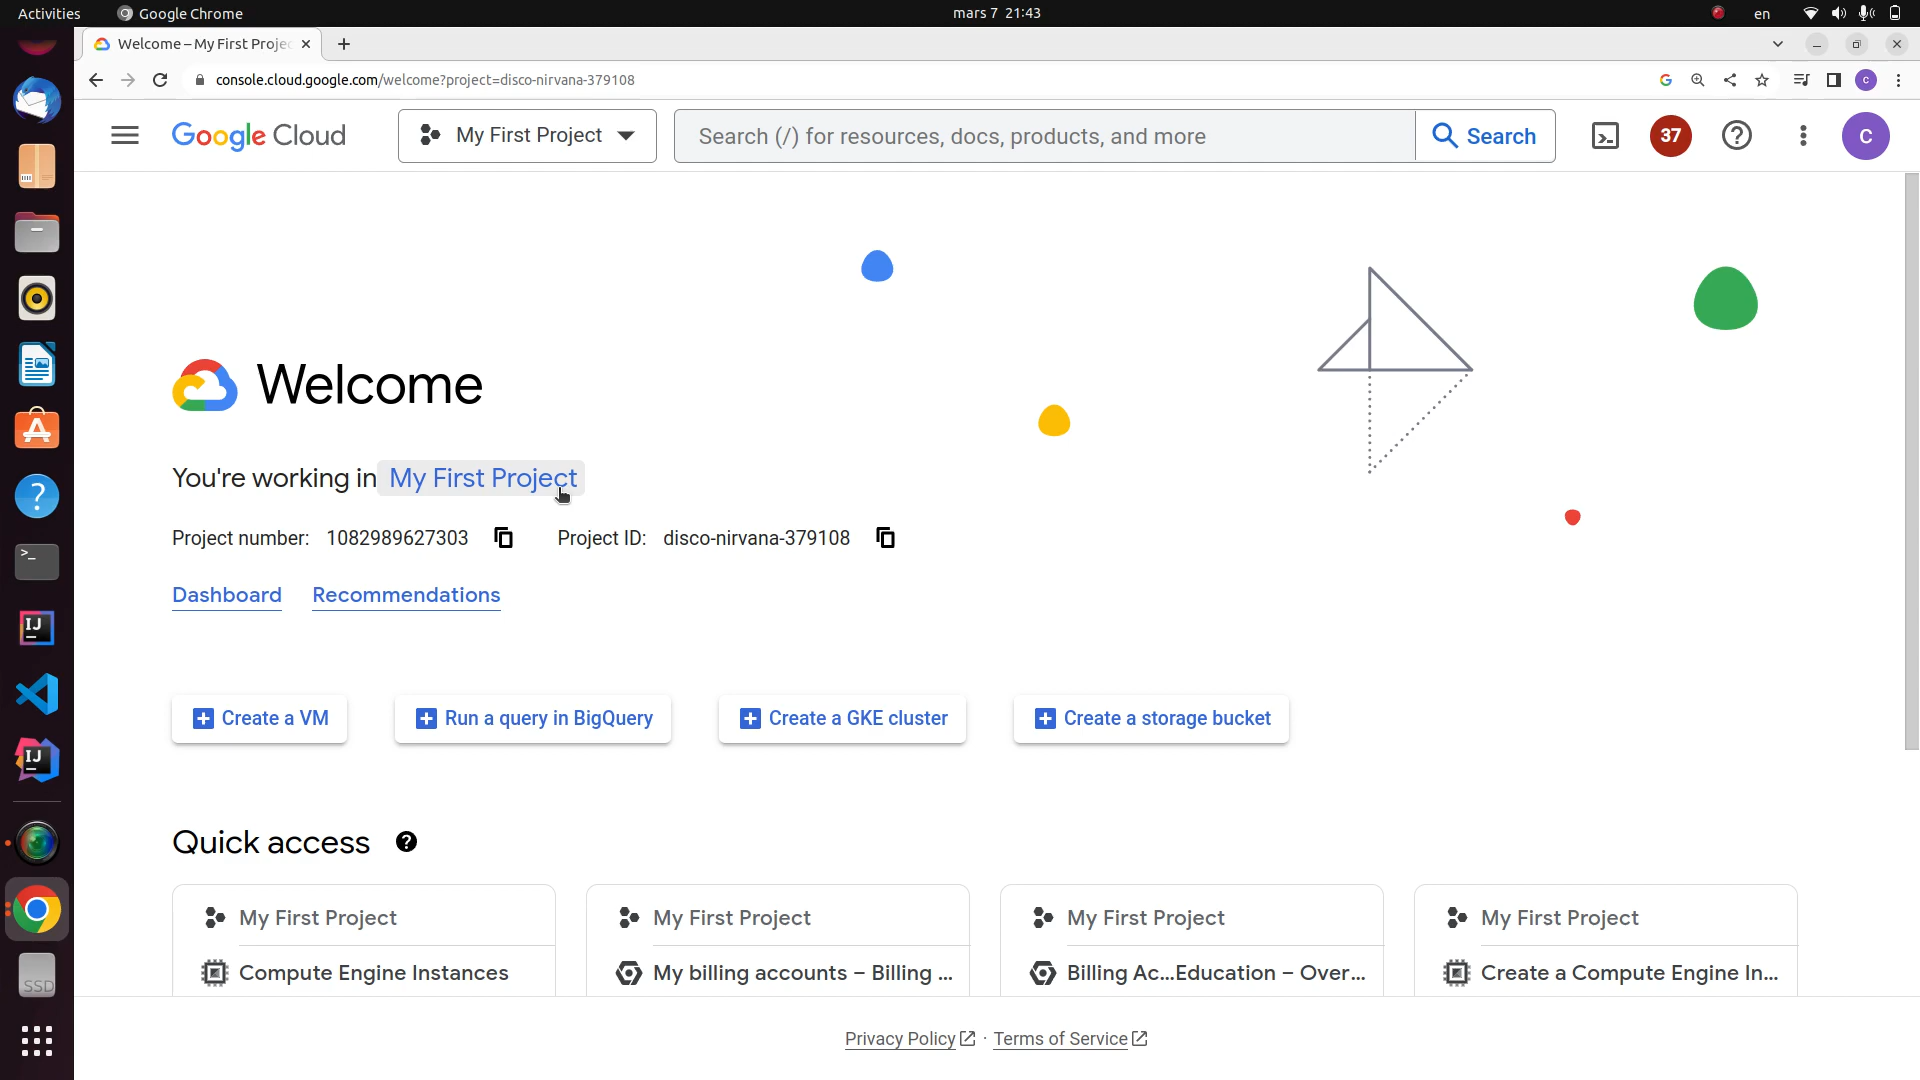 Activities
Google Chrome
mars 7 21:43
en
Welcome – My First Projec
console.cloud.google.com/welcome?project=disco-nirvana-379108
C
Google Cloud
My First Project
Search (/) for resources, docs, products, and more
Search
37
C
Welcome
You're working in My First Project
Project number: 1082989627303
Project ID: disco-nirvana-379108
Dashboard
Recommendations
Create a VM
Run a query in BigQuery
Create a GKE cluster
Create a storage bucket
Quick access
My First Project
My First Project
My First Project
My First Project
Compute Engine Instances
My billing accounts – Billing ...
Billing Ac...Education – Over...
Create a Compute Engine In...
Privacy Policy · Terms of Service
IJ
IJ
SSD